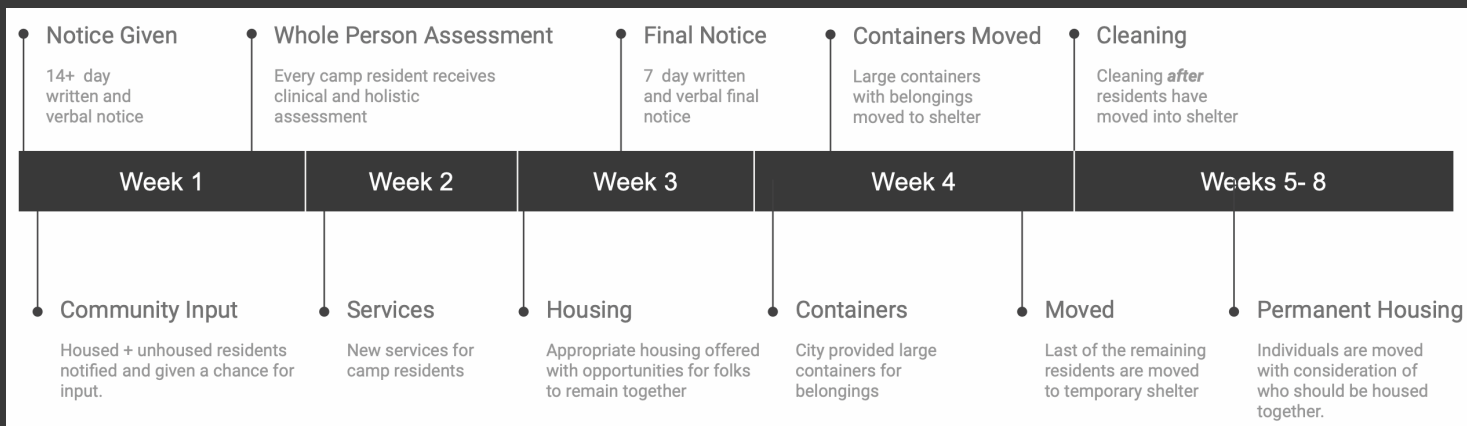 Notice Given
14+ day
written and
verbal notice
Whole Person Assessment
Every camp resident receives
clinical and holistic
assessment
Final Notice
7 day written
and verbal final
notice
Containers Moved
Large containers
with belongings
moved to shelter
Cleaning
Cleaning after
residents have
moved into shelter
Week 1
Week 2
Week 3
Week 4
Weeks 5- 8
Community Input
Housed + unhoused residents
notified and given a chance for
input.
Services
New services for
camp residents
Housing
Appropriate housing offered
with opportunities for folks
to remain together
Containers
City provided large
containers for
belongings
Moved
Last of the remaining
residents are moved
to temporary shelter
Permanent Housing
Individuals are moved
with consideration of
who should be housed
together.